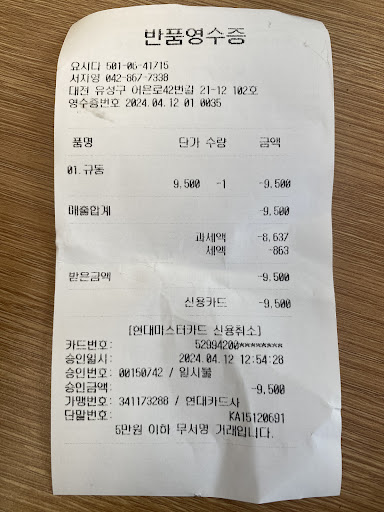 반품영수증
요시다 501-06-41715
서지영 042-867-7338
대전 유성구 어은로42번길 21-12 102호
영수증번호 2024.04.12 01 0035
품명 단가 수량 금액
01.규동
9,500 -1 -9,500
매출합계 -9,500
과세액 -8,637
세액 -863
받은금액 -9,500
신용카드 -9,500
[현대마스터카드 신용취소]
카드번호: 52994200********
승인일시: 2024.04.12 12:54:28
승인번호: 00150/42 / 일시불
승인금액: -9,500
가맹번호: 341173288 / 현대카드사
단말번호: KA15120691
5만원 이하 무서명 거래입니다.